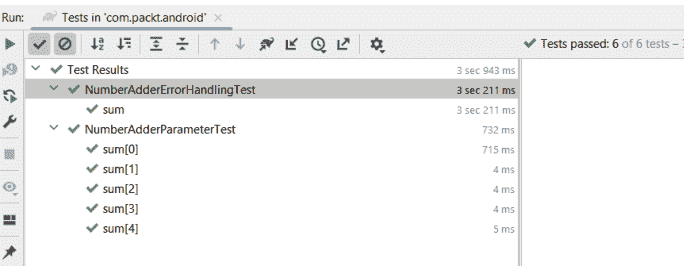 Run: Tests in 'com.packt.android' ×
Tests passed: 6 of 6 tests –
Test Results 3 sec 943 ms
NumberAdderErrorHandlingTest 3 sec 211 ms
sum 3 sec 211 ms
NumberAdderParameterTest 732 ms
sum[0] 715 ms
sum[1] 4 ms
sum[2] 4 ms
sum[3] 4 ms
sum[4] 5 ms